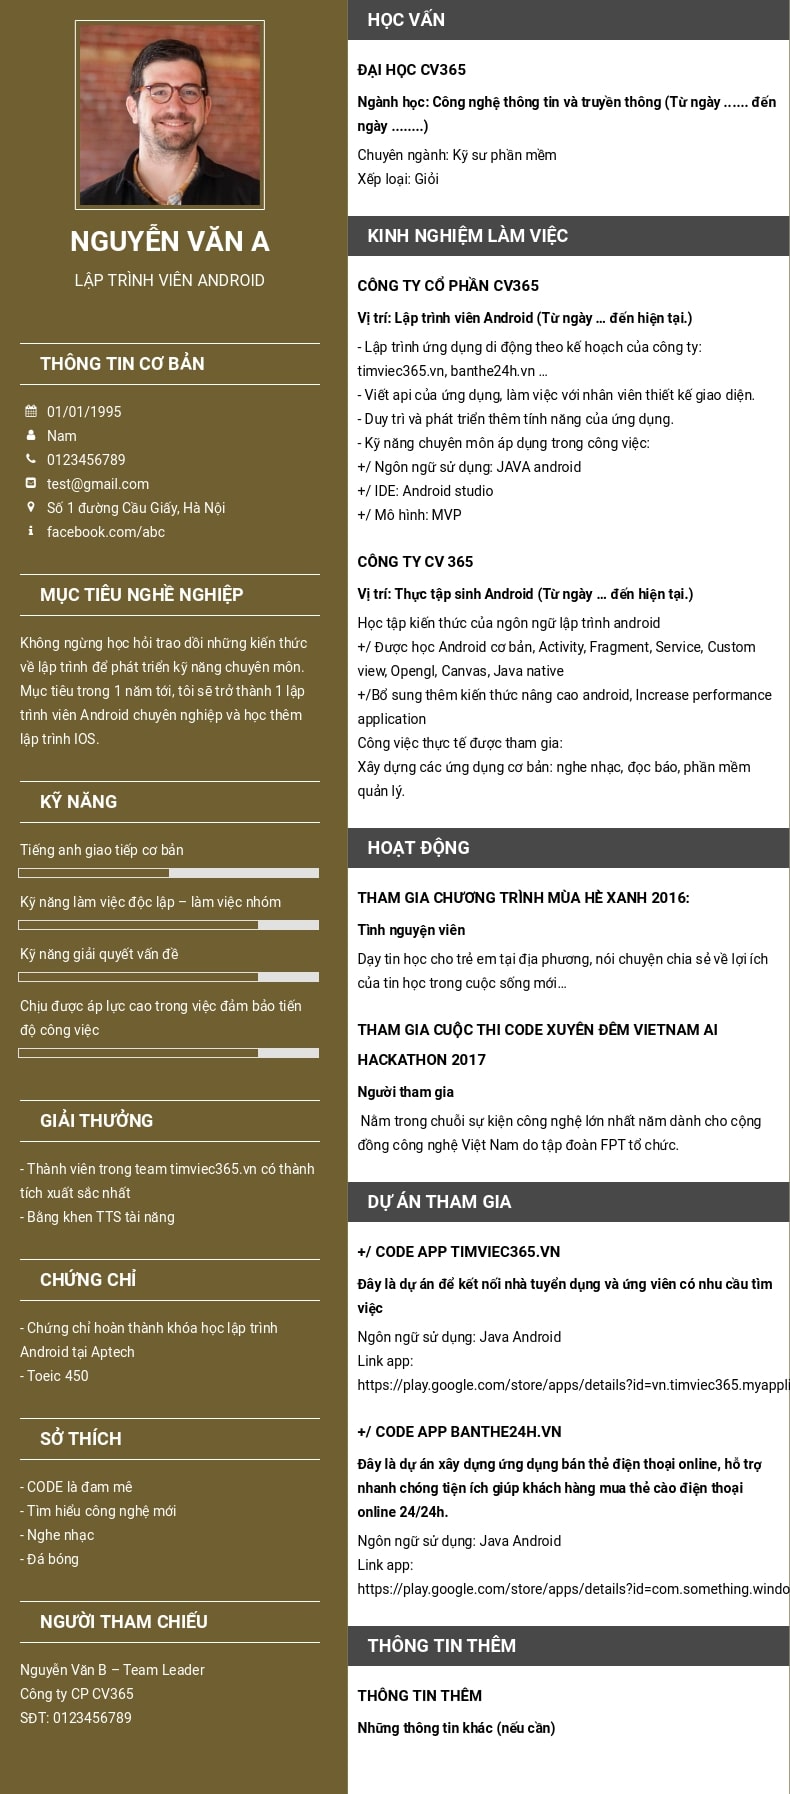 NGUYỄN VĂN A
LẬP TRÌNH VIÊN ANDROID
THÔNG TIN CƠ BẢN
01/01/1995
Nam
0123456789
test@gmail.com
Số 1 đường Cầu Giấy, Hà Nội
facebook.com/abc
MỤC TIÊU NGHỀ NGHIỆP
Không ngừng học hỏi trao dồi những kiến thức
về lập trình để phát triển kỹ năng chuyên môn.
Mục tiêu trong 1 năm tới, tôi sẽ trở thành 1 lập
trình viên Android chuyên nghiệp và học thêm
lập trình IOS.
KỸ NĂNG
Tiếng anh giao tiếp cơ bản
Kỹ năng làm việc độc lập – làm việc nhóm
Kỹ năng giải quyết vấn đề
Chịu được áp lực cao trong việc đảm bảo tiến
độ công việc
GIẢI THƯỞNG
- Thành viên trong team timviec365.vn có thành
tích xuất sắc nhất
- Bằng khen TTS tài năng
CHỨNG CHỈ
- Chứng chỉ hoàn thành khóa học lập trình
Android tại Aptech
- Toeic 450
SỞ THÍCH
- CODE là đam mê
- Tìm hiểu công nghệ mới
- Nghe nhạc
- Đá bóng
NGƯỜI THAM CHIẾU
Nguyễn Văn B – Team Leader
Công ty CP CV365
SĐT: 0123456789
HỌC VẤN
ĐẠI HỌC CV365
Ngành học: Công nghệ thông tin và truyền thông (Từ ngày ...... đến
ngày ........)
Chuyên ngành: Kỹ sư phần mềm
Xếp loại: Giỏi
KINH NGHIỆM LÀM VIỆC
CÔNG TY CỔ PHẦN CV365
Vị trí: Lập trình viên Android (Từ ngày … đến hiện tại.)
- Lập trình ứng dụng di động theo kế hoạch của công ty:
timviec365.vn, banthe24h.vn …
- Viết api của ứng dụng, làm việc với nhân viên thiết kế giao diện.
- Duy trì và phát triển thêm tính năng của ứng dụng.
- Kỹ năng chuyên môn áp dụng trong công việc:
+/ Ngôn ngữ sử dụng: JAVA android
+/ IDE: Android studio
+/ Mô hình: MVP
CÔNG TY CV 365
Vị trí: Thực tập sinh Android (Từ ngày … đến hiện tại.)
Học tập kiến thức của ngôn ngữ lập trình android
+/ Được học Android cơ bản, Activity, Fragment, Service, Custom
view, Opengl, Canvas, Java native
+/Bổ sung thêm kiến thức nâng cao android, Increase performance
application
Công việc thực tế được tham gia:
Xây dựng các ứng dụng cơ bản: nghe nhạc, đọc báo, phần mềm
quản lý.
HOẠT ĐỘNG
THAM GIA CHƯƠNG TRÌNH MÙA HÈ XANH 2016:
Tình nguyện viên
Dạy tin học cho trẻ em tại địa phương, nói chuyện chia sẻ về lợi ích
của tin học trong cuộc sống mới…
THAM GIA CUỘC THI CODE XUYÊN ĐÊM VIETNAM AI
HACKATHON 2017
Người tham gia
Nằm trong chuỗi sự kiện công nghệ lớn nhất năm dành cho cộng
đồng công nghệ Việt Nam do tập đoàn FPT tổ chức.
DỰ ÁN THAM GIA
+/ CODE APP TIMVIEC365.VN
Đây là dự án để kết nối nhà tuyển dụng và ứng viên có nhu cầu tìm
việc
Ngôn ngữ sử dụng: Java Android
Link app:
https://play.google.com/store/apps/details?id=vn.timviec365.myappli
+/ CODE APP BANTHE24H.VN
Đây là dự án xây dựng ứng dụng bán thẻ điện thoại online, hỗ trợ
nhanh chóng tiện ích giúp khách hàng mua thẻ cào điện thoại
online 24/24h.
Ngôn ngữ sử dụng: Java Android
Link app:
https://play.google.com/store/apps/details?id=com.something.windo
THÔNG TIN THÊM
THÔNG TIN THÊM
Những thông tin khác (nếu cần)